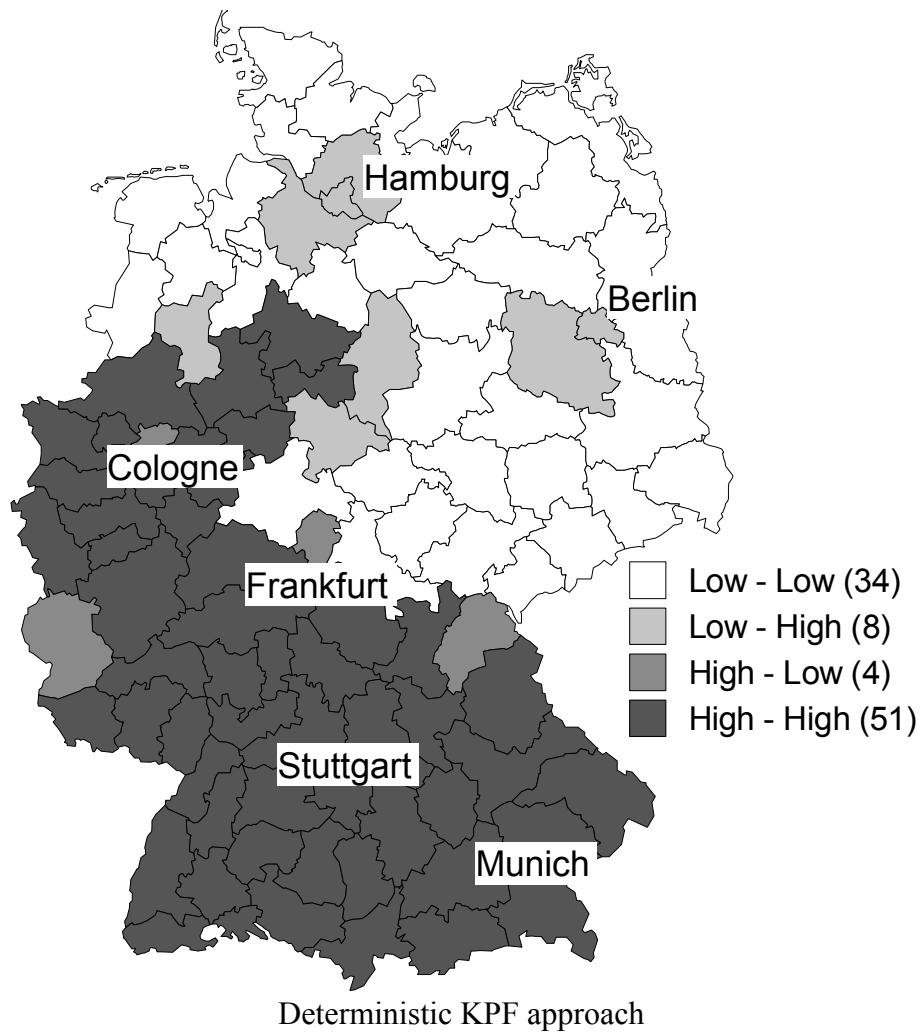 Hamburg
Berlin
Cologne
Frankfurt
Low - Low (34)
Low - High (8)
High - Low (4)
High - High (51)
Stuttgart
Munich
Deterministic KPF approach